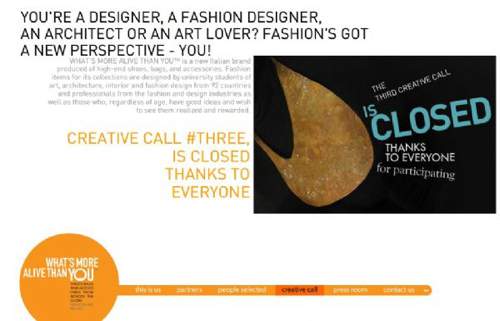 YOU'RE A DESIGNER, A FASHION DESIGNER,
AN ARCHITECT OR AN ART LOVER? FASHION'S GOT
A NEW PERSPECTIVE - YOU!
WHAT'S MORE ALIVE THAN YOU™ is a new Italian brand
produced of high-end shoes, bags, and accessories. Fashion
items for its collections are designed by university students of
art, architecture, interior and fashion design from 92 countries
and professionals from the fashion and design industries as
well as those who, regardless of age, have good ideas and wish
to see them realized and rewarded.
CREATIVE CALL #THREE,
IS CLOSED
THANKS TO
EVERYONE
THE
THIRD CREATIVE CALL
IS
CLOSED
THANKS
TO EVERYONE
for participating
WHAT'S MORE
ALIVE THAN YOU
this is us partners people selected creative call press room contact us